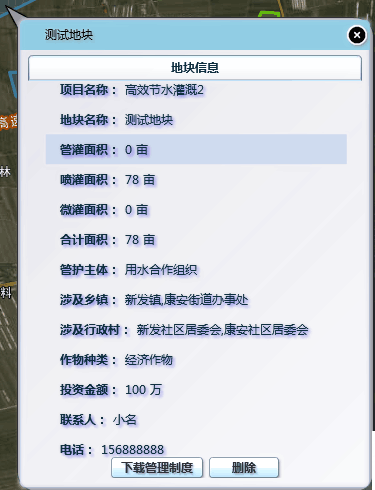 测试地块
地块信息
项目名称： 高效节水灌溉2
地块名称： 测试地块
管灌面积： 0 亩
喷灌面积： 78 亩
微灌面积： 0 亩
合计面积： 78 亩
管护主体： 用水合作组织
涉及乡镇： 新发镇,康安街道办事处
涉及行政村： 新发社区居委会,康安社区居委会
作物种类： 经济作物
投资金额： 100 万
联系人： 小名
电话： 156888888
下载管理制度 删除
高速
林
料